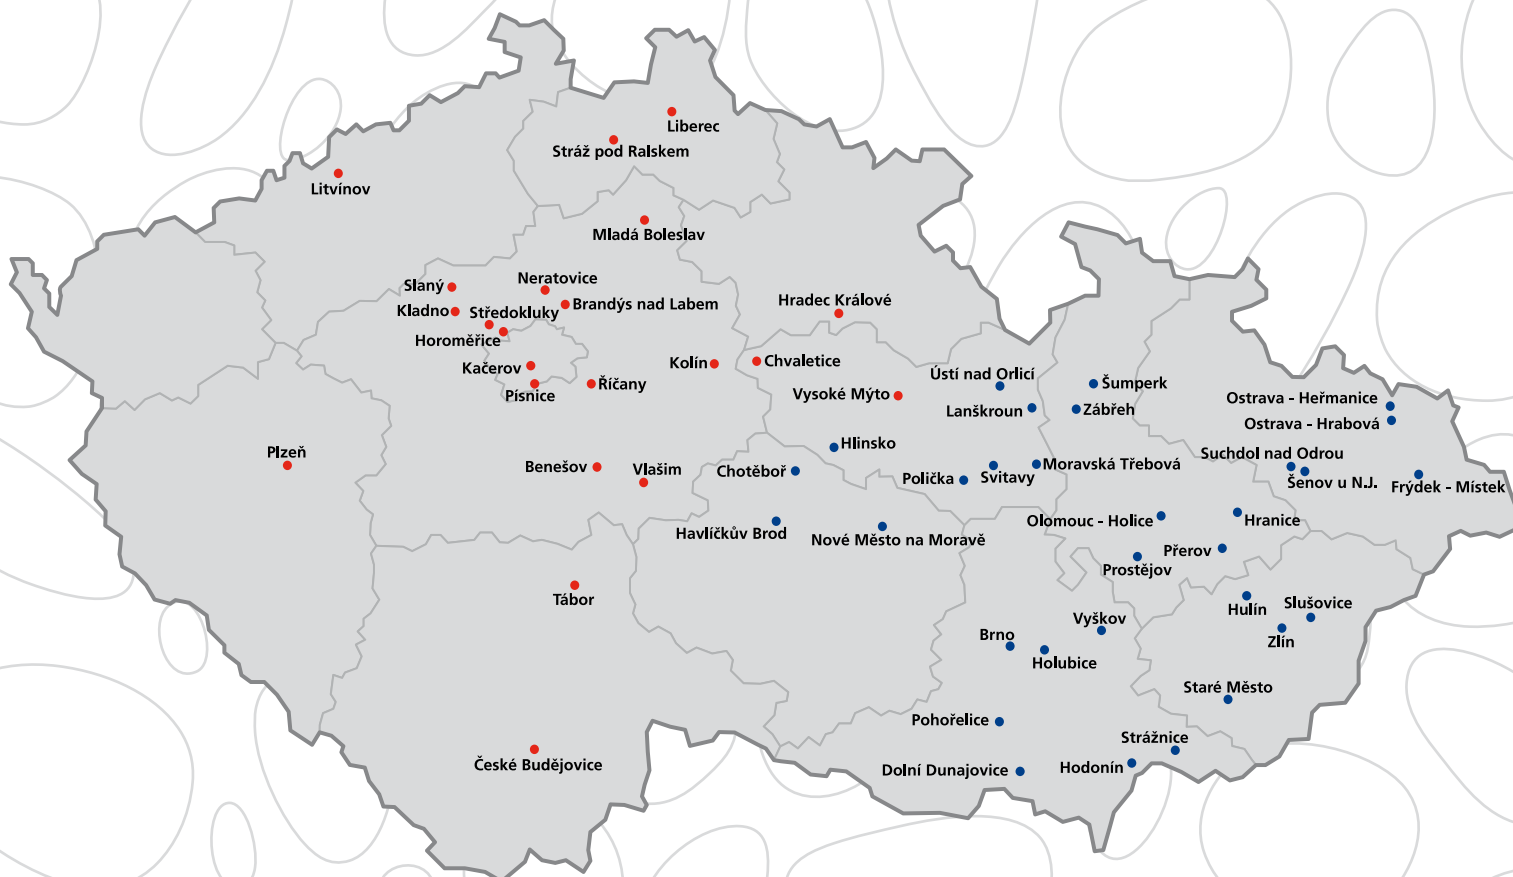 Liberec
Stráž pod Ralskem
Litvínov
Mladá Boleslav
Neratovice
Slaný
Brandýs nad Labem
Hradec Králové
Kladno
Středokluky
Horoměřice
Chvaletice
Kolín
Kačerov
Ústí nad Orlicí
Říčany
Šumperk
Písnice
Vysoké Mýto
Ostrava - Heřmanice
Lanškroun
Zábřeh
Ostrava - Hrabová
Hlinsko
Plzeň
Suchdol nad Odrou
Moravská Třebová
Benešov
Vlašim
Chotěboř
Svitavy
Polička
Šenov u N.J.
Frýdek - Místek
Olomouc - Holice
Hranice
Havlíčkův Brod
Nové Město na Moravě
Přerov
Prostějov
Tábor
Slušovice
Hulín
Vyškov
Brno
Zlín
Holubice
Staré Město
Pohořelice
Strážnice
České Budějovice
Hodonín
Dolní Dunajovice